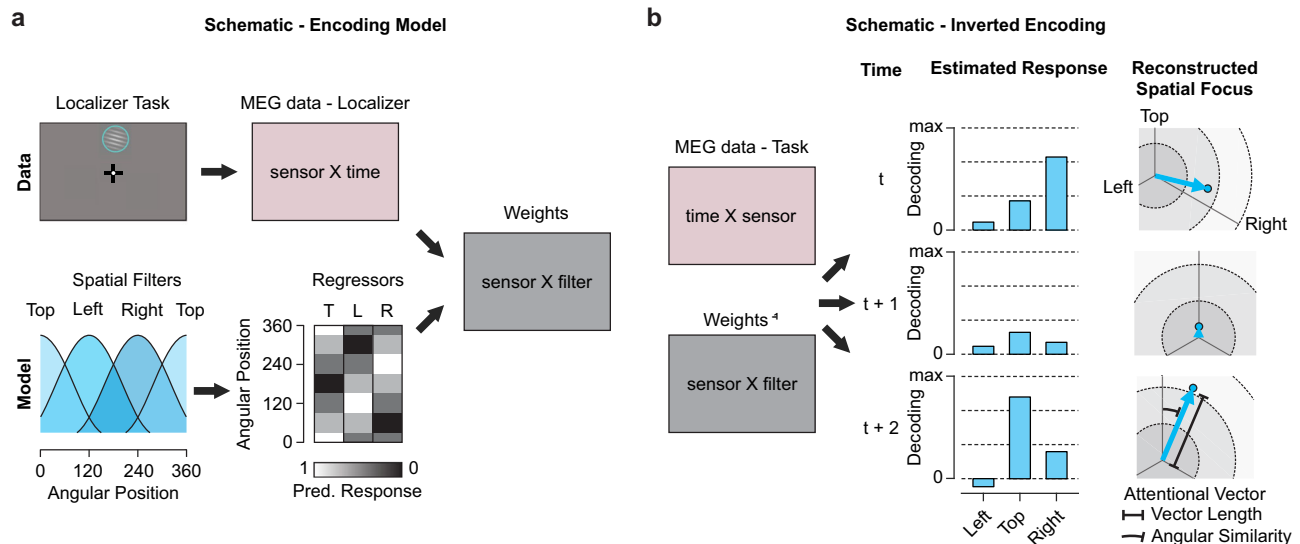 a
Schematic - Encoding Model
Localizer Task
MEG data - Localizer
Data
sensor X time
Weights
sensor X filter
Spatial Filters
Top Left Right Top
Model
0 120 240 360
Angular Position
Regressors
T L R
Angular Position
360
240
120
0
1 0
Pred. Response
b
Schematic - Inverted Encoding
Time
Estimated Response
Reconstructed
Spatial Focus
MEG data - Task
time X sensor
Weights⁻¹
sensor X filter
t
max
Decoding
0
Top
Left
Right
t + 1
max
Decoding
0
t + 2
max
Decoding
0
Left Top Right
Attentional Vector
Vector Length
Angular Similarity